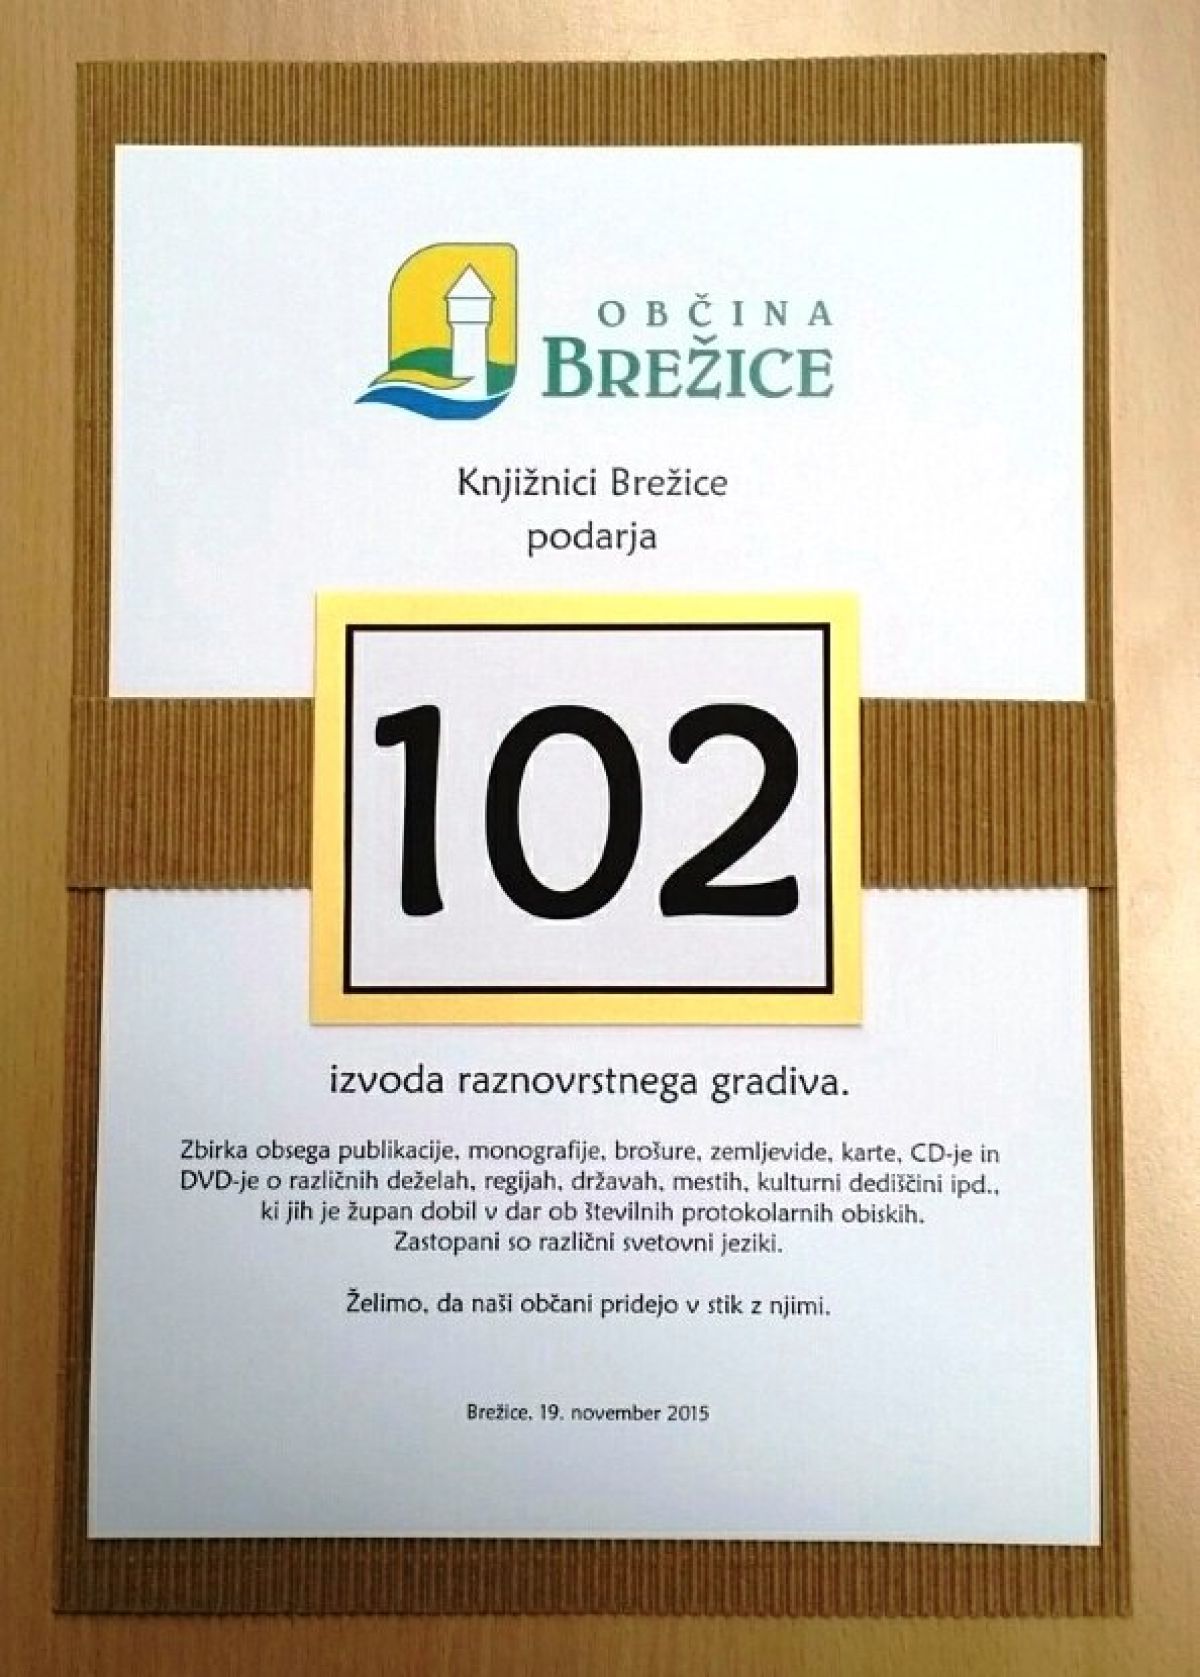 OBČINA
BREŽICE
Knjižnici Brežice
podarja
102
izvoda raznovrstnega gradiva.
Zbirka obsega publikacije, monografije, brošure, zemljevide, karte, CD-je in
DVD-je o različnih deželah, regijah, državah, mestih, kulturni dediščini ipd.,
ki jih je župan dobil v dar ob številnih protokolarnih obiskih.
Zastopani so različni svetovni jeziki.
Želimo, da naši občani pridejo v stik z njimi.
Brežice, 19. november 2015